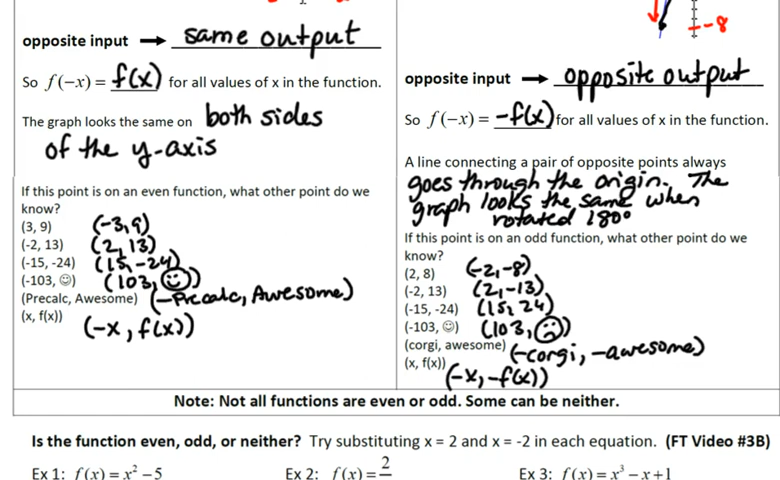 opposite input → same output
So f(−x) = f(x) for all values of x in the function.
The graph looks the same on both sides
of the y-axis
If this point is on an even function, what other point do we
know?
(3, 9) (-3, 9)
(-2, 13) (2, 13)
(-15, -24) (15, -24)
(-103, ☺) (103, ☺)
(Precalc, Awesome) (-Precalc, Awesome)
(x, f(x)) (-x, f(x))
-8
opposite input → opposite output
So f(−x) = -f(x) for all values of x in the function.
A line connecting a pair of opposite points always
goes through the origin. The
graph looks the same when
rotated 180°
If this point is on an odd function, what other point do we
know?
(2, 8) (-2, -8)
(-2, 13) (2, -13)
(-15, -24) (15, 24)
(-103, ☺) (103, ☹)
(corgi, awesome) (-corgi, -awesome)
(x, f(x)) (-x, -f(x))
Note: Not all functions are even or odd. Some can be neither.
Is the function even, odd, or neither? Try substituting x = 2 and x = -2 in each equation. (FT Video #3B)
Ex 1: f(x) = x² − 5 Ex 2: f(x) = 2 Ex 3: f(x) = x³ − x + 1